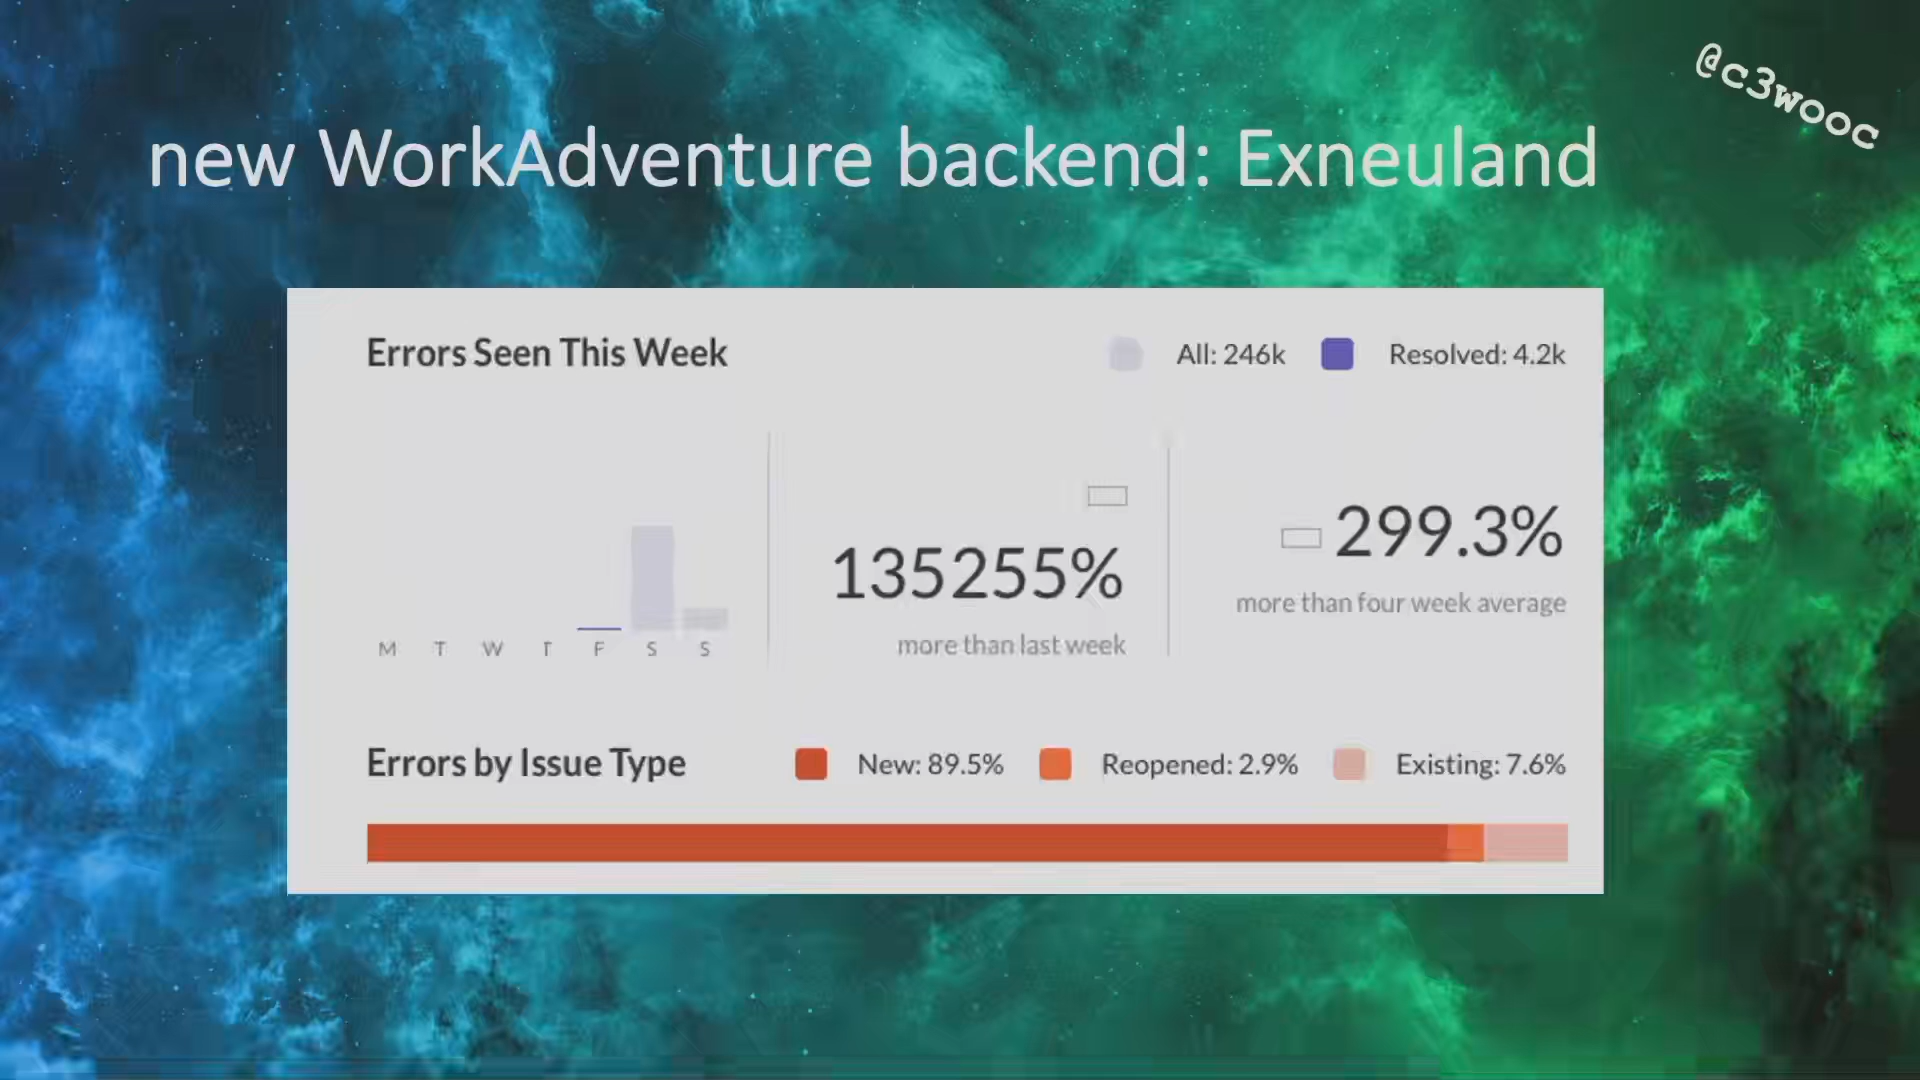 @c3wooc
new WorkAdventure backend: Exneuland
Errors Seen This Week
All: 246k
Resolved: 4.2k
M T W T F S S
135255%
more than last week
299.3%
more than four week average
Errors by Issue Type
New: 89.5%
Reopened: 2.9%
Existing: 7.6%